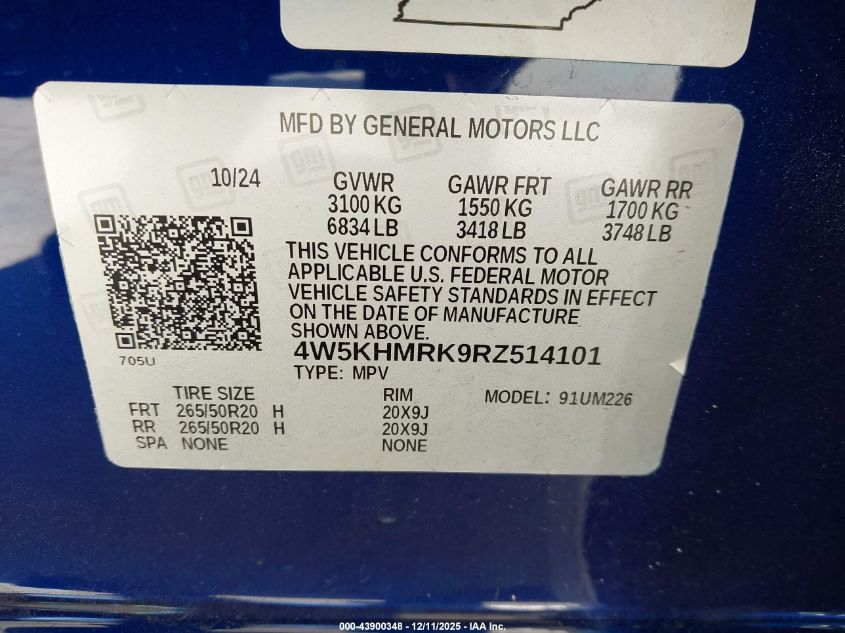 MFD BY GENERAL MOTORS LLC
10/24
GVWR
3100 KG
6834 LB
GAWR FRT
1550 KG
3418 LB
GAWR RR
1700 KG
3748 LB
THIS VEHICLE CONFORMS TO ALL
APPLICABLE U.S. FEDERAL MOTOR
VEHICLE SAFETY STANDARDS IN EFFECT
ON THE DATE OF MANUFACTURE
SHOWN ABOVE.
705U
4W5KHMRK9RZ514101
TYPE: MPV
TIRE SIZE RIM MODEL: 91UM226
FRT 265/50R20 H 20X9J
RR 265/50R20 H 20X9J
SPA NONE NONE
000-43900348 - 12/11/2025 - IAA Inc.